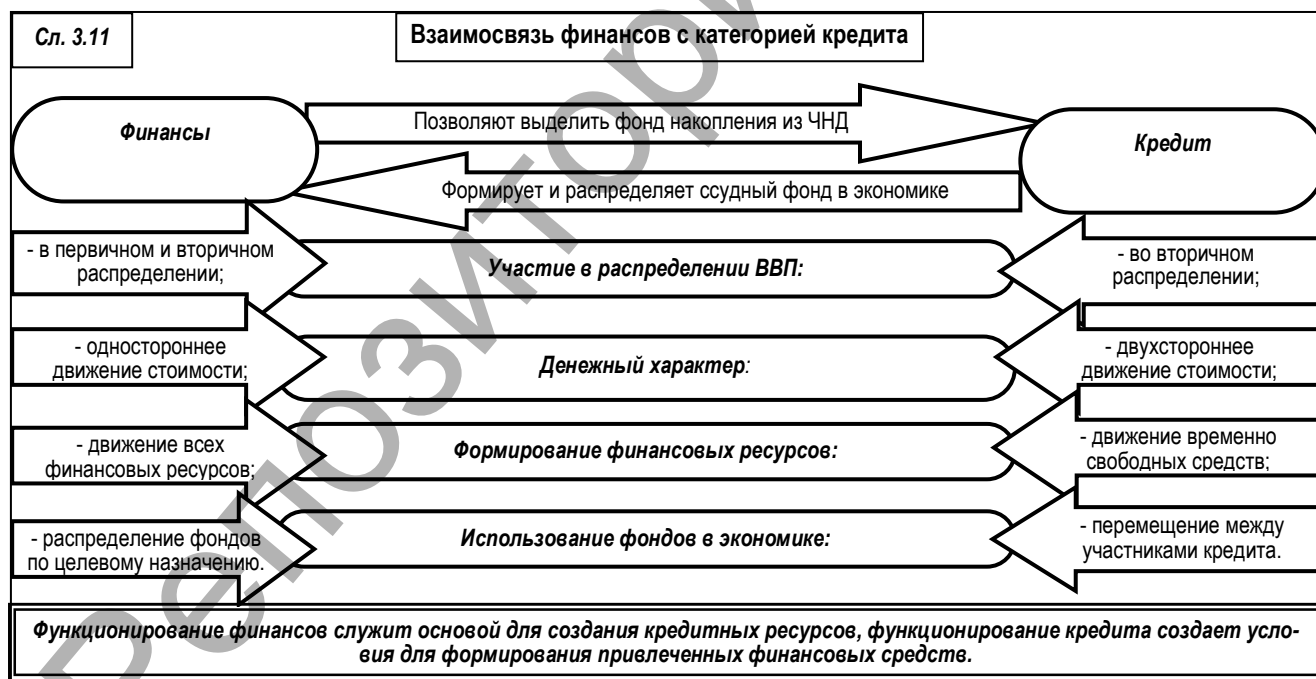 Сл. 3.11
Взаимосвязь финансов с категорией кредита
Финансы
Позволяют выделить фонд накопления из ЧНД
Кредит
Формирует и распределяет ссудный фонд в экономике
- в первичном и вторичном
распределении;
Участие в распределении ВВП:
- во вторичном
распределении;
- одностороннее
движение стоимости;
Денежный характер:
- двухстороннее
движение стоимости;
- движение всех
финансовых ресурсов;
Формирование финансовых ресурсов:
- движение временно
свободных средств;
- распределение фондов
по целевому назначению.
Использование фондов в экономике:
- перемещение между
участниками кредита.
Функционирование финансов служит основой для создания кредитных ресурсов, функционирование кредита создает усло-
вия для формирования привлеченных финансовых средств.
Репозитори